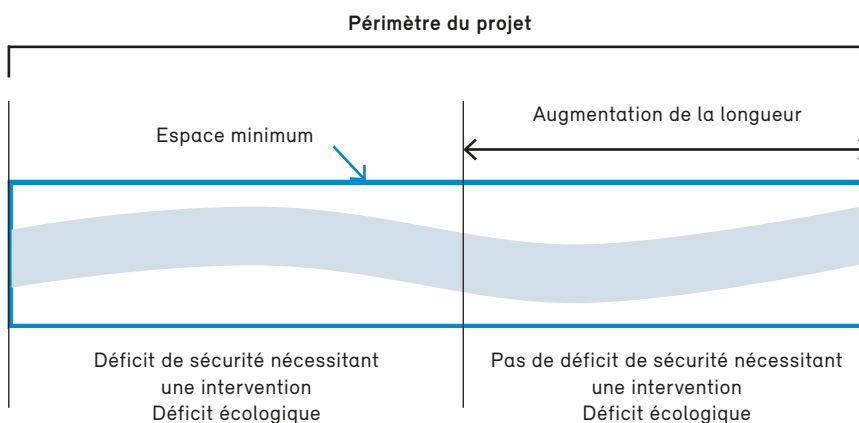 Périmètre du projet
Augmentation de la longueur
Espace minimum
Déficit de sécurité nécessitant
une intervention
Déficit écologique
Pas de déficit de sécurité nécessitant
une intervention
Déficit écologique